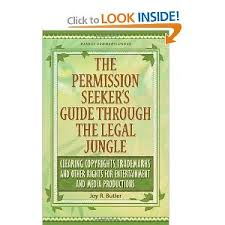 Click to
LOOK INSIDE!
THE
PERMISSION
SEEKER'S
GUIDE THROUGH
THE LEGAL
JUNGLE
CLEARING COPYRIGHTS, TRADEMARKS
AND OTHER RIGHTS FOR ENTERTAINMENT
AND MEDIA PRODUCTIONS
Joy R. Butler